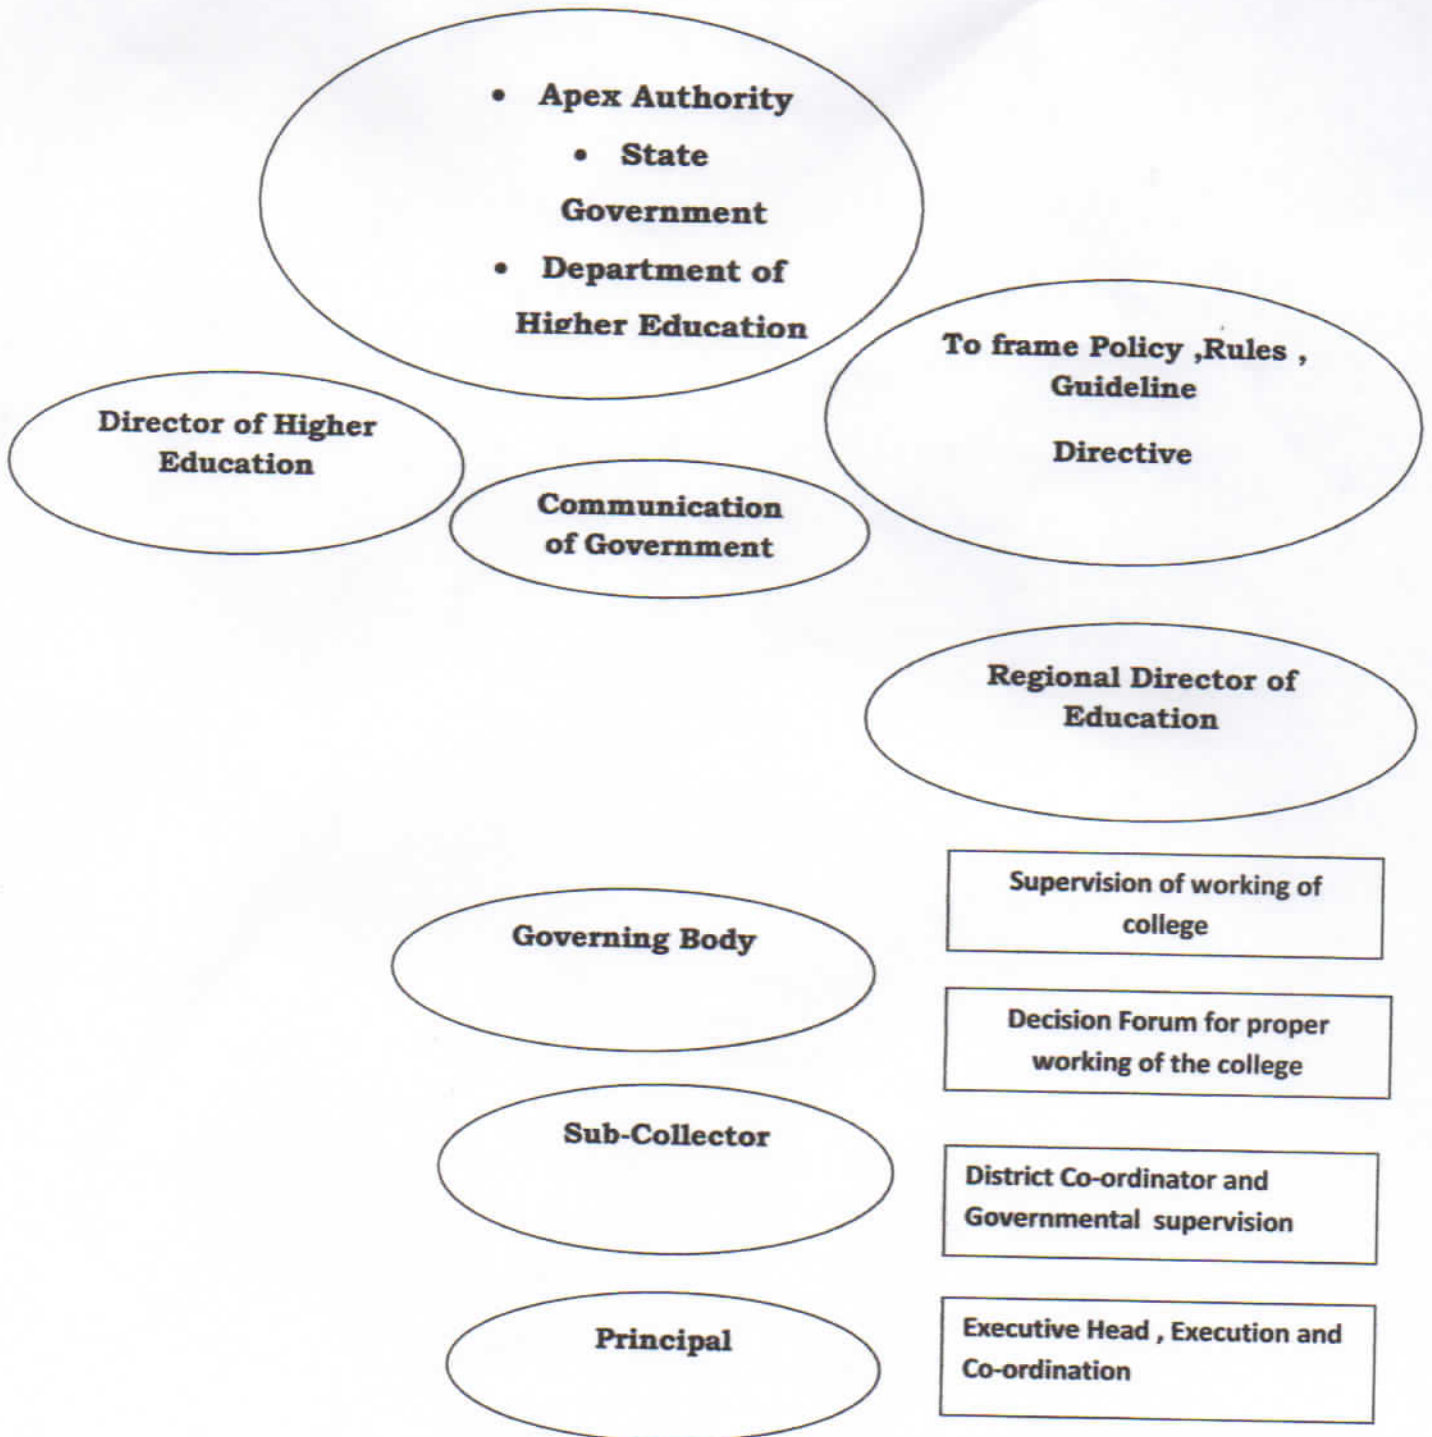 • Apex Authority
• State
Government
• Department of
Higher Education
To frame Policy ,Rules ,
Guideline
Directive
Director of Higher
Education
Communication
of Government
Regional Director of
Education
Supervision of working of
college
Governing Body
Decision Forum for proper
working of the college
Sub-Collector
District Co-ordinator and
Governmental supervision
Principal
Executive Head , Execution and
Co-ordination